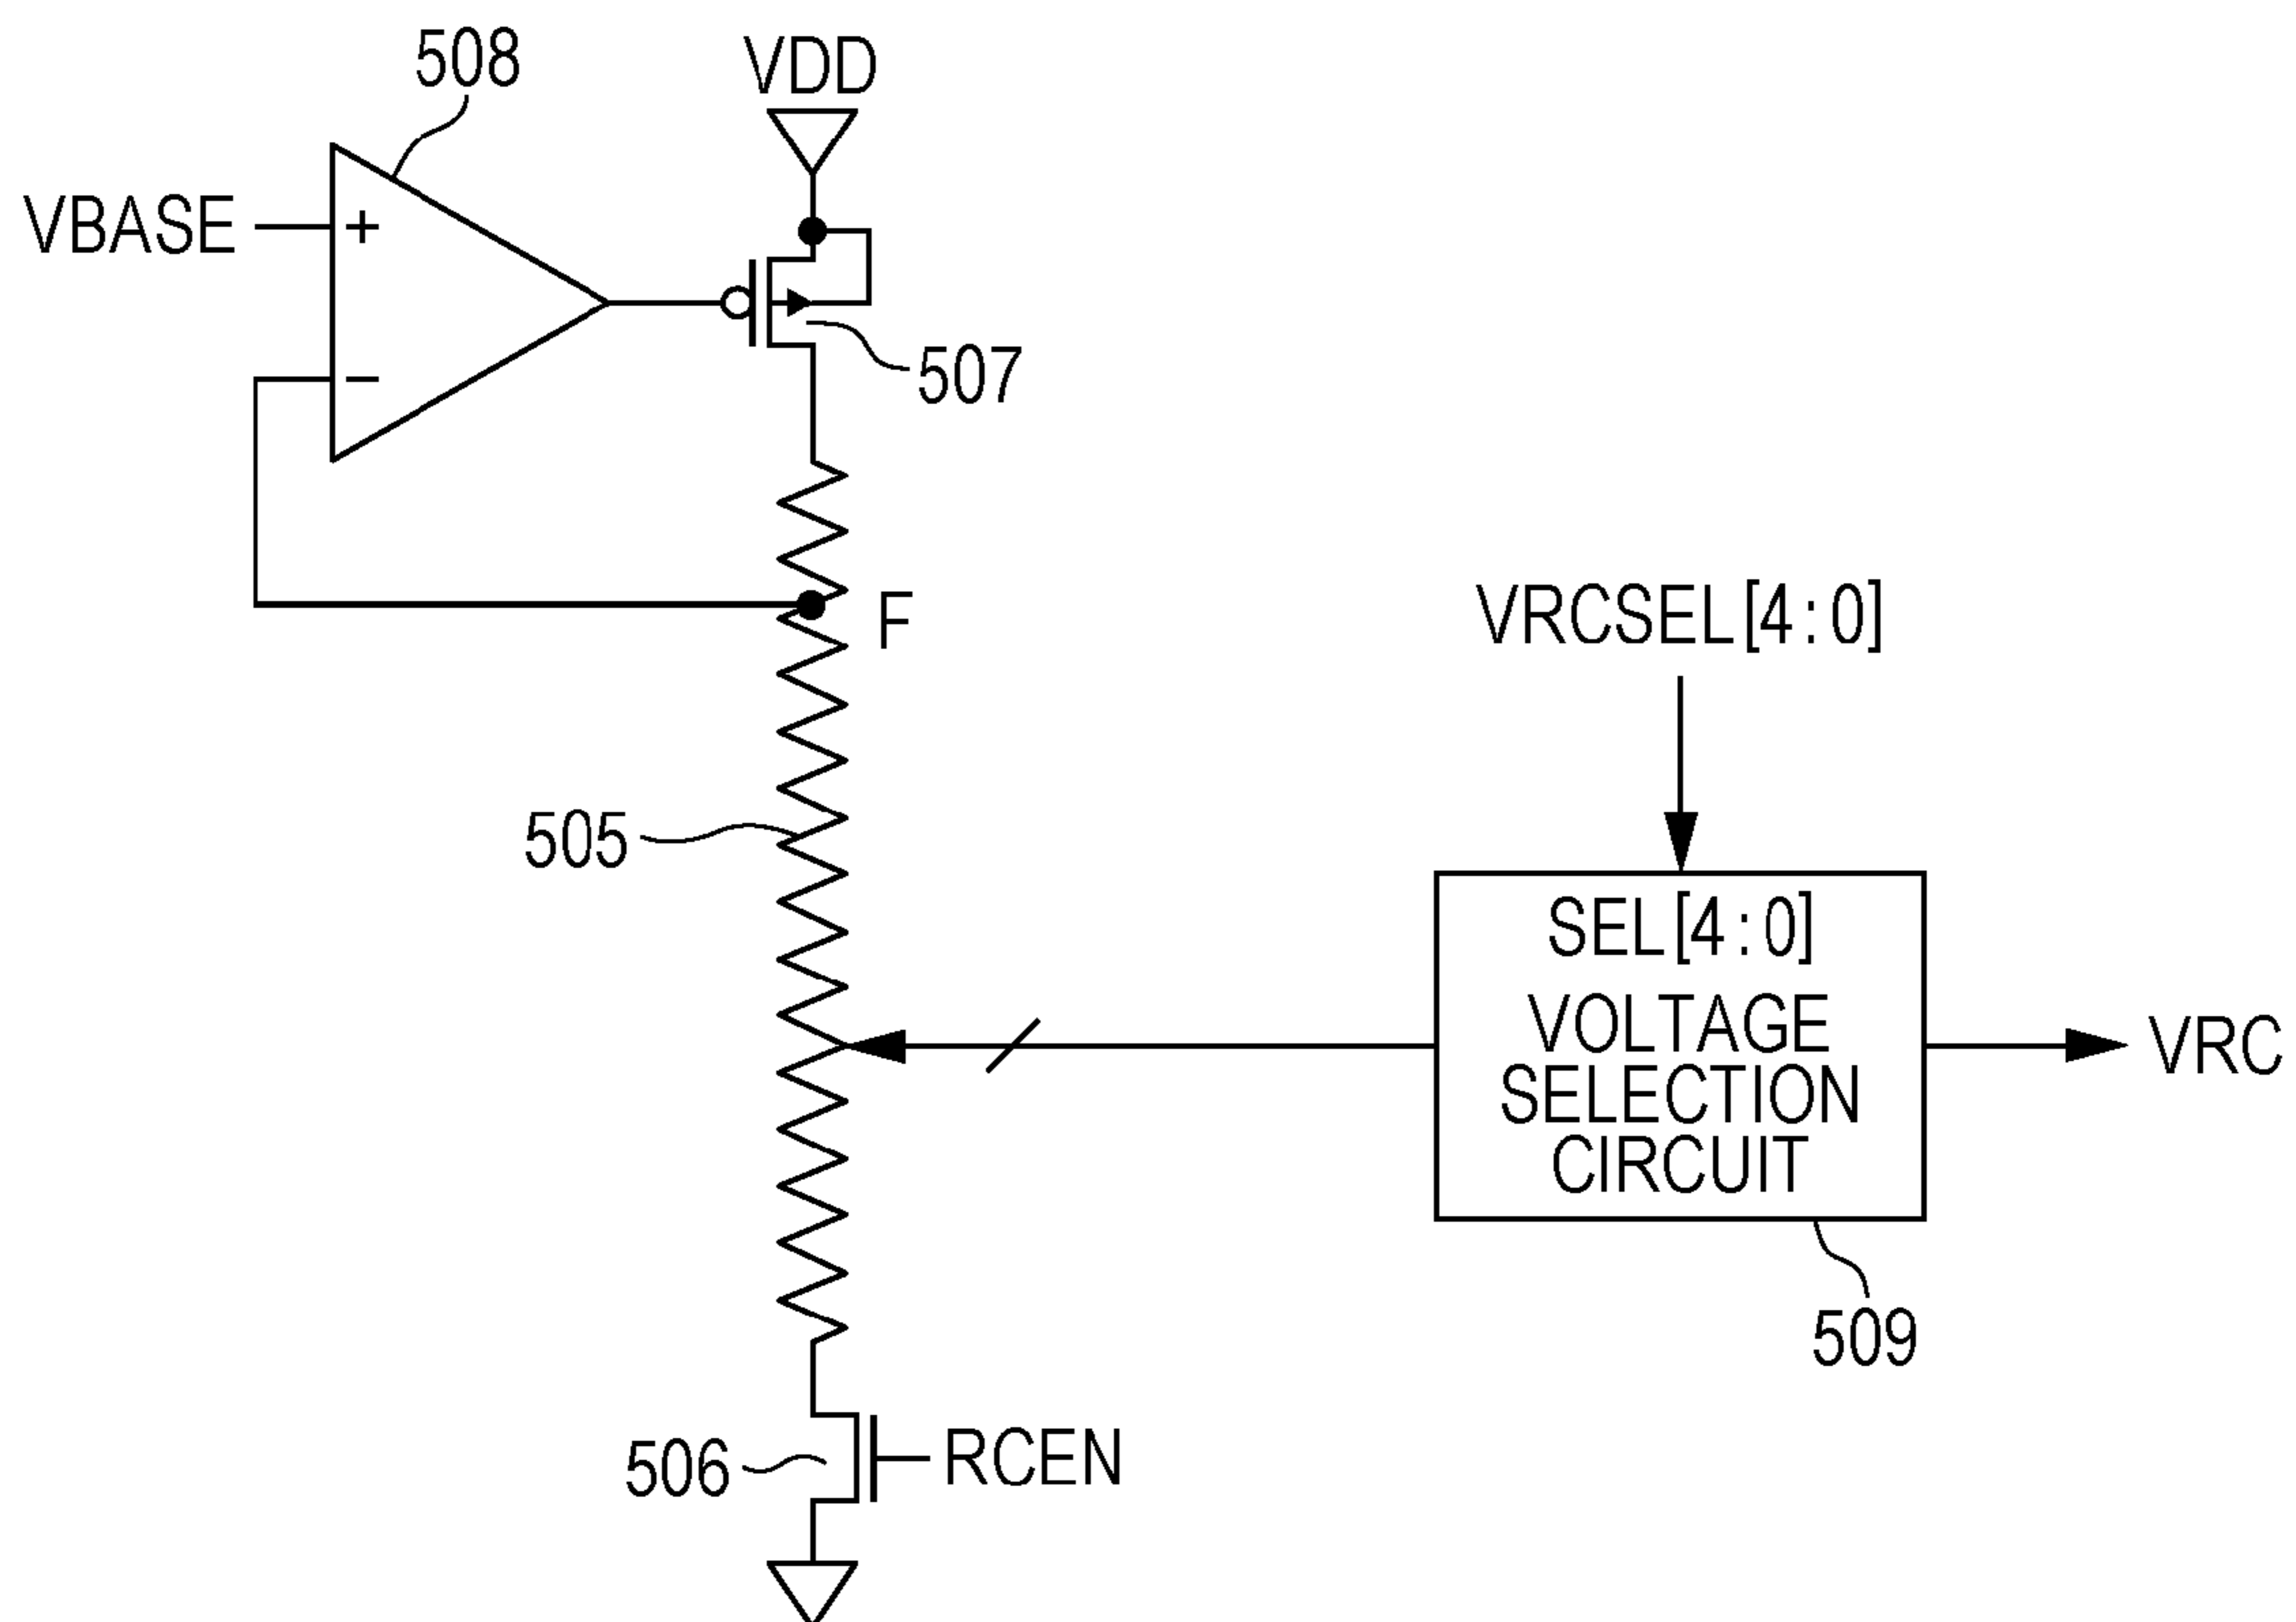 508
VDD
VBASE
+
507
−
F
VRCSEL[4:0]
505
SEL[4:0]
VOLTAGE
SELECTION
CIRCUIT
VRC
509
506
RCEN